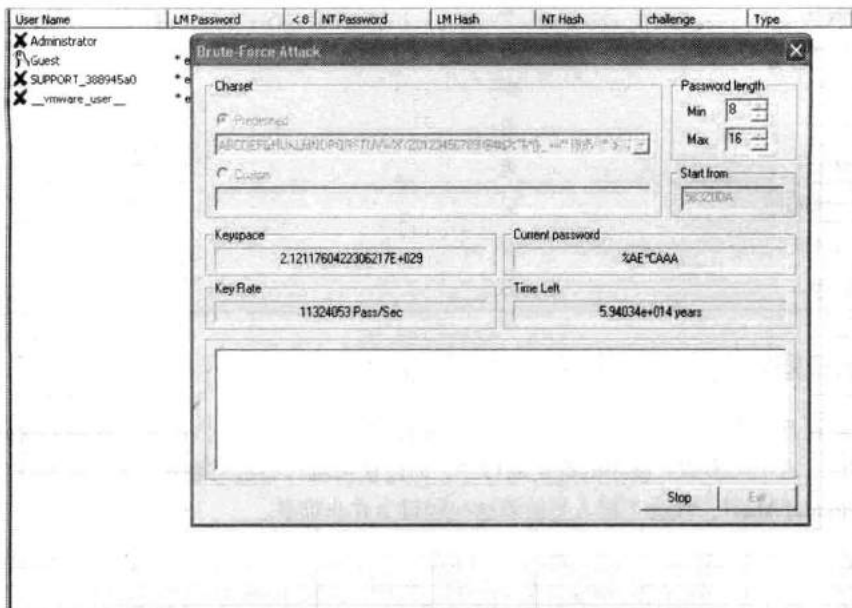 User Name LM Password < 8 NT Password LM Hash NT Hash challenge Type
Administrator
Guest * e
SUPPORT_388945a0 * e
__vmware_user__ * e
Brute-Force Attack
Charset
Predefined
Custom
Password length
Min 8
Max 16
Start from
Keyspace
2.1211760422306217E+029
Current password
%AE*CAAA
Key Rate
11324053 Pass/Sec
Time Left
5.94034e+014 years
Stop Exit